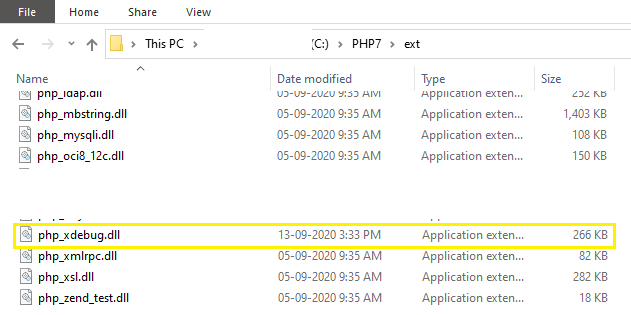 File Home Share View
This PC (C:) PHP7 ext
Name Date modified Type Size
php_ldap.dll 05-09-2020 9:35 AM Application exten... 252 KB
php_mbstring.dll 05-09-2020 9:35 AM Application exten... 1,403 KB
php_mysqli.dll 05-09-2020 9:35 AM Application exten... 108 KB
php_oci8_12c.dll 05-09-2020 9:35 AM Application exten... 150 KB
php_xdebug.dll 13-09-2020 3:33 PM Application exten... 266 KB
php_xmlrpc.dll 05-09-2020 9:35 AM Application exten... 82 KB
php_xsl.dll 05-09-2020 9:35 AM Application exten... 282 KB
php_zend_test.dll 05-09-2020 9:35 AM Application exten... 18 KB